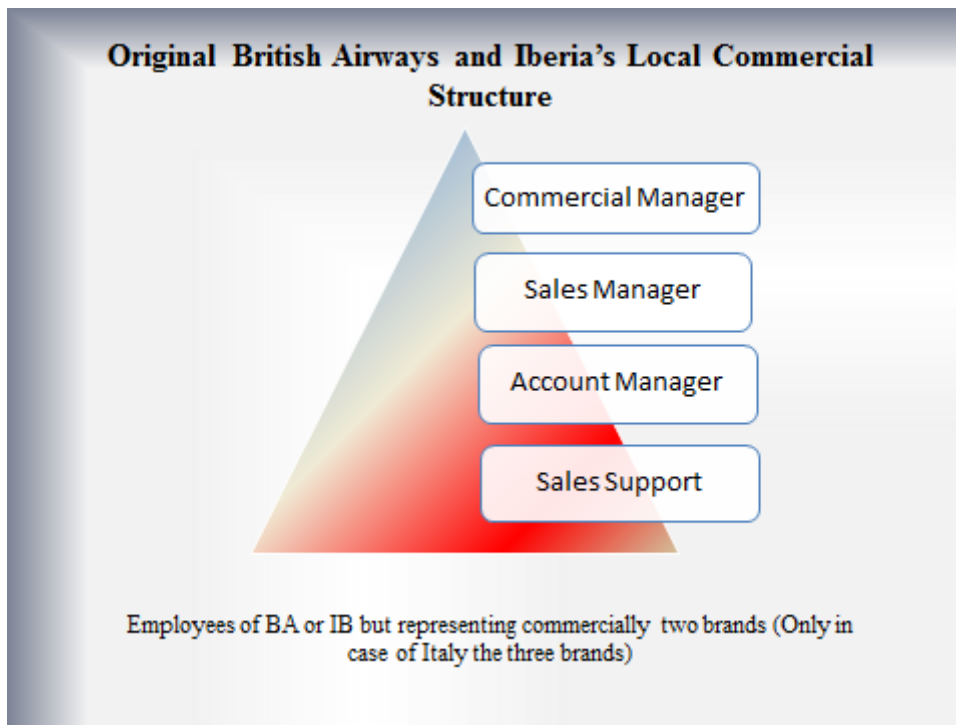 Original British Airways and Iberia's Local Commercial
Structure
Commercial Manager
Sales Manager
Account Manager
Sales Support
Employees of BA or IB but representing commercially two brands (Only in
case of Italy the three brands)